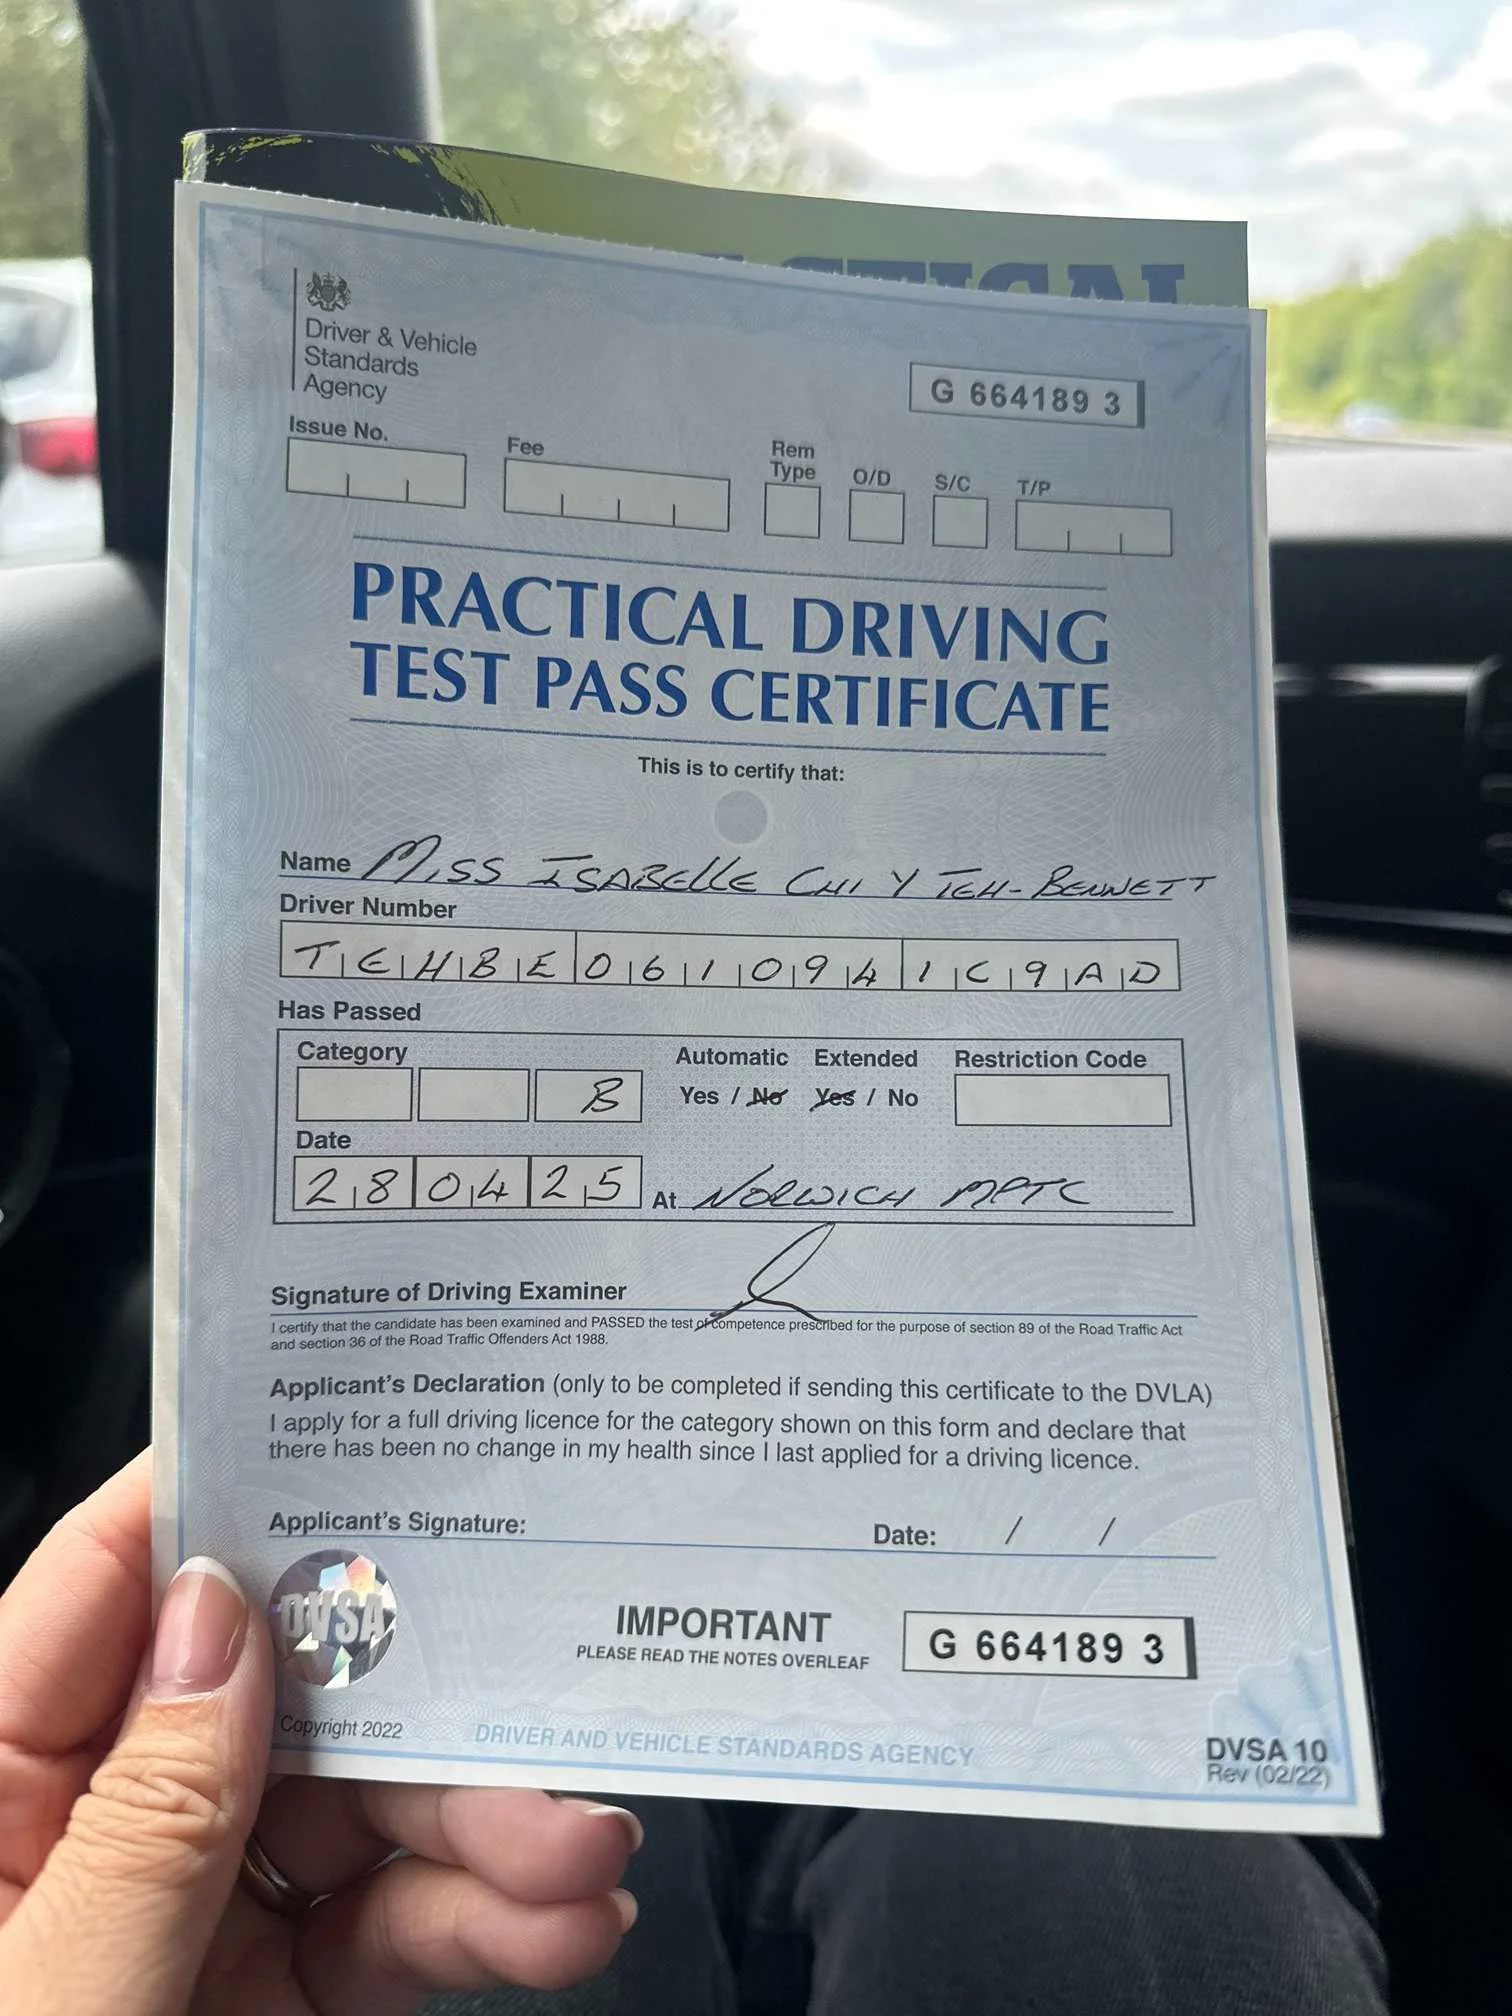 CTICAL
Driver & Vehicle
Standards
Agency
G 664189 3
Issue No. Fee Rem Type O/D S/C T/P
PRACTICAL DRIVING
TEST PASS CERTIFICATE
This is to certify that:
Name Miss ISABELLE CHI Y TEH-BENNETT
Driver Number
TEHBE 061094 1C9AD
Has Passed
Category Automatic Extended Restriction Code
B Yes / No Yes / No
Date
28 04 25 At NORWICH MPTC
Signature of Driving Examiner
I certify that the candidate has been examined and PASSED the test of competence prescribed for the purpose of section 89 of the Road Traffic Act
and section 36 of the Road Traffic Offenders Act 1988.
Applicant's Declaration (only to be completed if sending this certificate to the DVLA)
I apply for a full driving licence for the category shown on this form and declare that
there has been no change in my health since I last applied for a driving licence.
Applicant's Signature: Date: / /
DVSA
IMPORTANT
PLEASE READ THE NOTES OVERLEAF
G 664189 3
Copyright 2022
DRIVER AND VEHICLE STANDARDS AGENCY
DVSA 10
Rev (02/22)